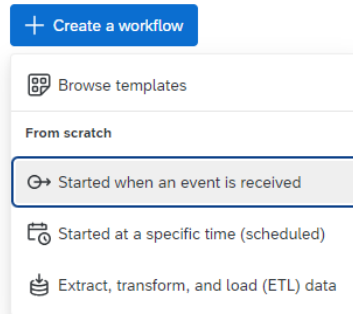 Create a workflow
Browse templates
From scratch
Started when an event is received
Started at a specific time (scheduled)
Extract, transform, and load (ETL) data